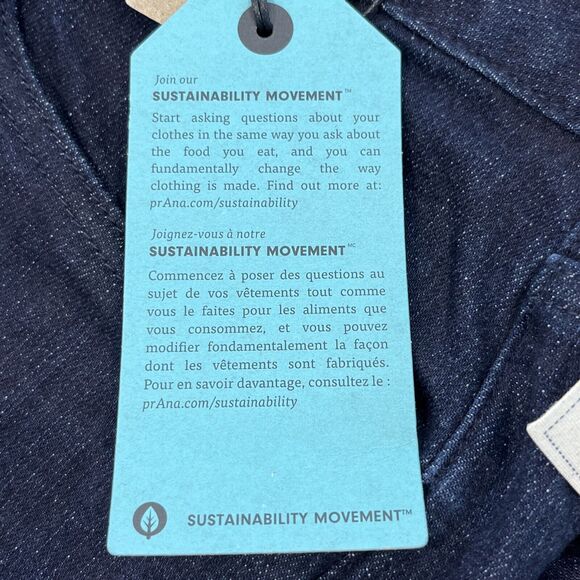 Join our
SUSTAINABILITY MOVEMENT™
Start asking questions about your
clothes in the same way you ask about
the food you eat, and you can
fundamentally change the way
clothing is made. Find out more at:
prAna.com/sustainability
Joignez-vous à notre
SUSTAINABILITY MOVEMENT MC
Commencez à poser des questions au
sujet de vos vêtements tout comme
vous le faites pour les aliments que
vous consommez, et vous pouvez
modifier fondamentalement la façon
dont les vêtements sont fabriqués.
Pour en savoir davantage, consultez le :
prAna.com/sustainability
SUSTAINABILITY MOVEMENT™